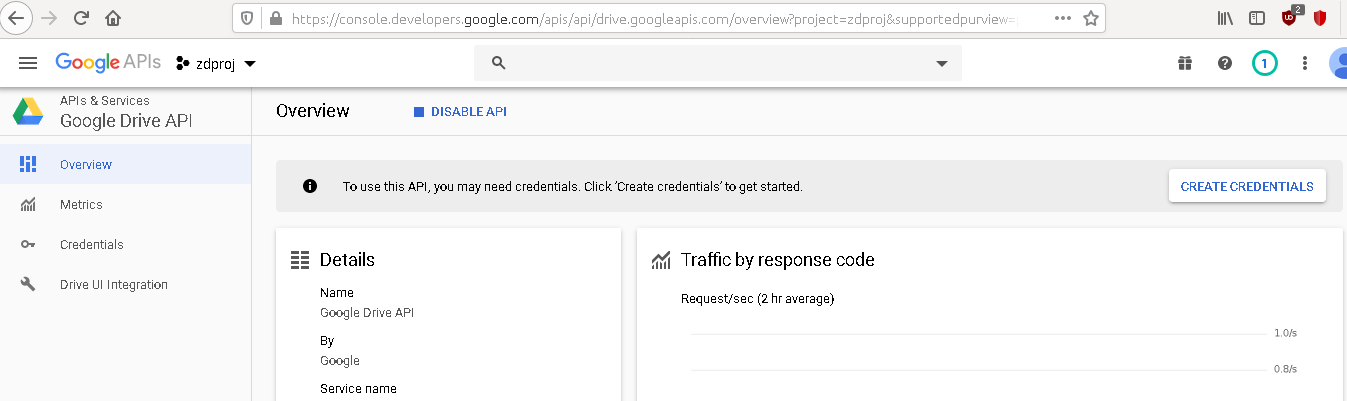 https://console.developers.google.com/apis/api/drive.googleapis.com/overview?project=zdproj&supportedpurview=
2
Google APIs
zdproj
1
APIs & Services
Google Drive API
Overview
DISABLE API
Overview
Metrics
Credentials
Drive UI Integration
To use this API, you may need credentials. Click 'Create credentials' to get started.
CREATE CREDENTIALS
Details
Name
Google Drive API
By
Google
Service name
Traffic by response code
Request/sec (2 hr average)
1.0/s
0.8/s